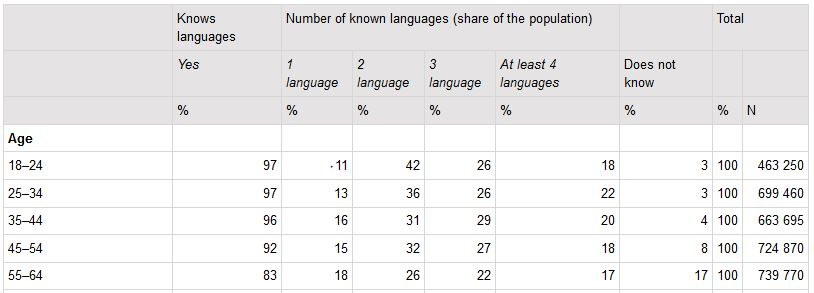 Knows languages Number of known languages (share of the population) Total
Yes 1 language 2 language 3 language At least 4 languages Does not know
% % % % % % % N
Age
18–24 97 ·11 42 26 18 3 100 463 250
25–34 97 13 36 26 22 3 100 699 460
35–44 96 16 31 29 20 4 100 663 695
45–54 92 15 32 27 18 8 100 724 870
55–64 83 18 26 22 17 17 100 739 770